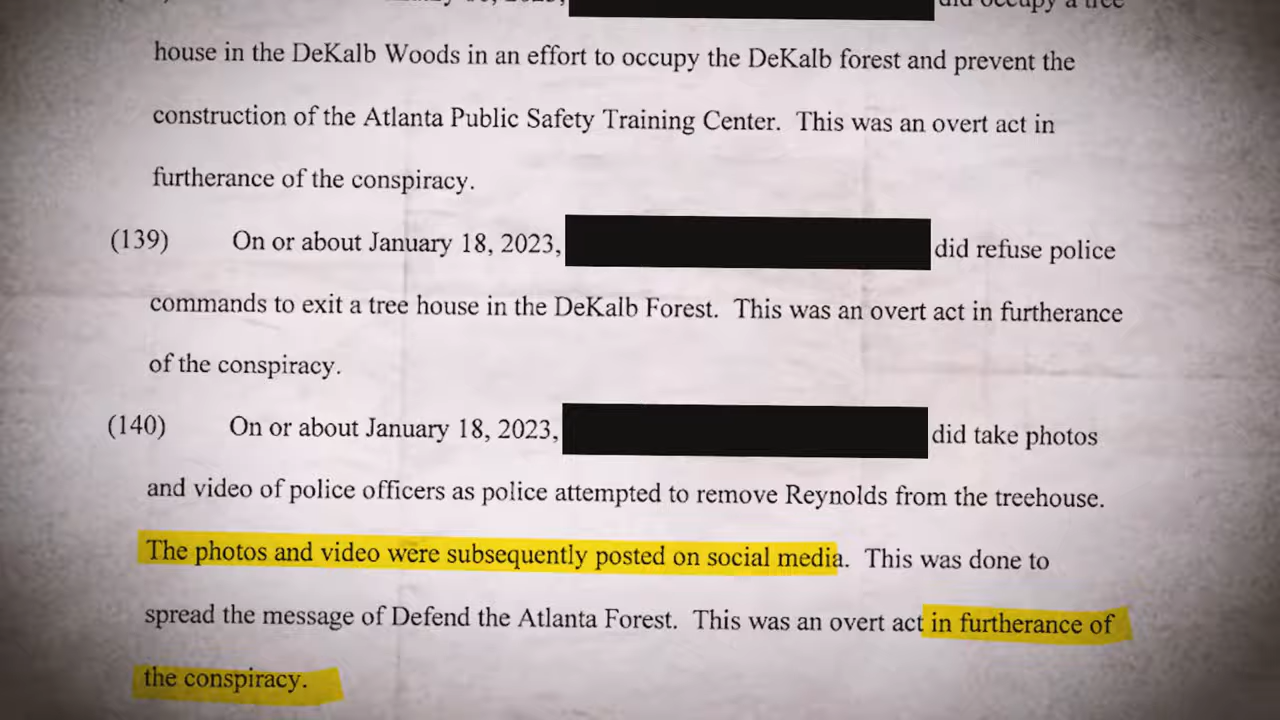 did occupy a tree
house in the DeKalb Woods in an effort to occupy the DeKalb forest and prevent the
construction of the Atlanta Public Safety Training Center. This was an overt act in
furtherance of the conspiracy.
(139) On or about January 18, 2023, did refuse police
commands to exit a tree house in the DeKalb Forest. This was an overt act in furtherance
of the conspiracy.
(140) On or about January 18, 2023, did take photos
and video of police officers as police attempted to remove Reynolds from the treehouse.
The photos and video were subsequently posted on social media. This was done to
spread the message of Defend the Atlanta Forest. This was an overt act in furtherance of
the conspiracy.